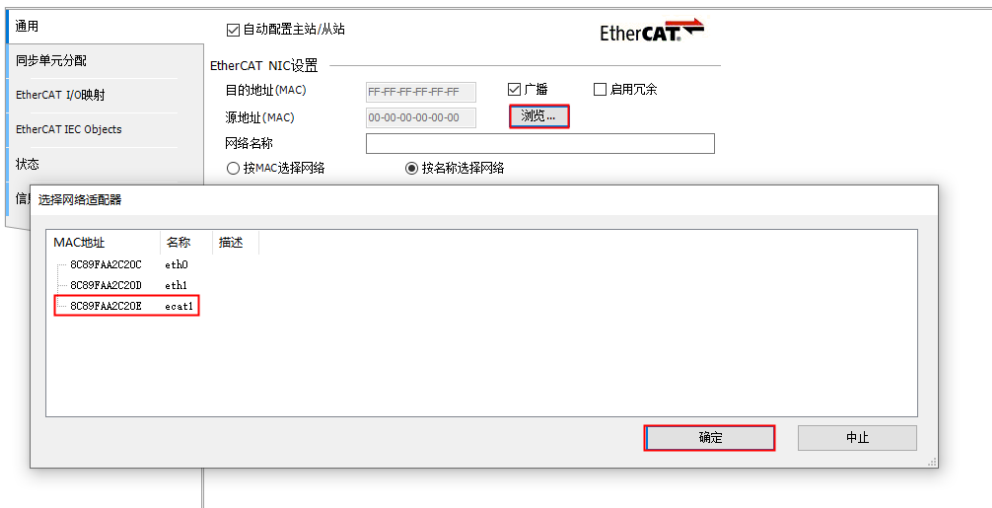 通用
同步单元分配
EtherCAT I/O映射
EtherCAT IEC Objects
状态
自动配置主站/从站
EtherCAT
EtherCAT NIC设置
目的地址(MAC) FF-FF-FF-FF-FF-FF 广播 启用冗余
源地址(MAC) 00-00-00-00-00-00 浏览...
网络名称
按MAC选择网络 按名称选择网络
选择网络适配器
MAC地址 名称 描述
8C89FAA2C20C eth0
8C89FAA2C20D eth1
8C89FAA2C20E ecat1
确定 中止